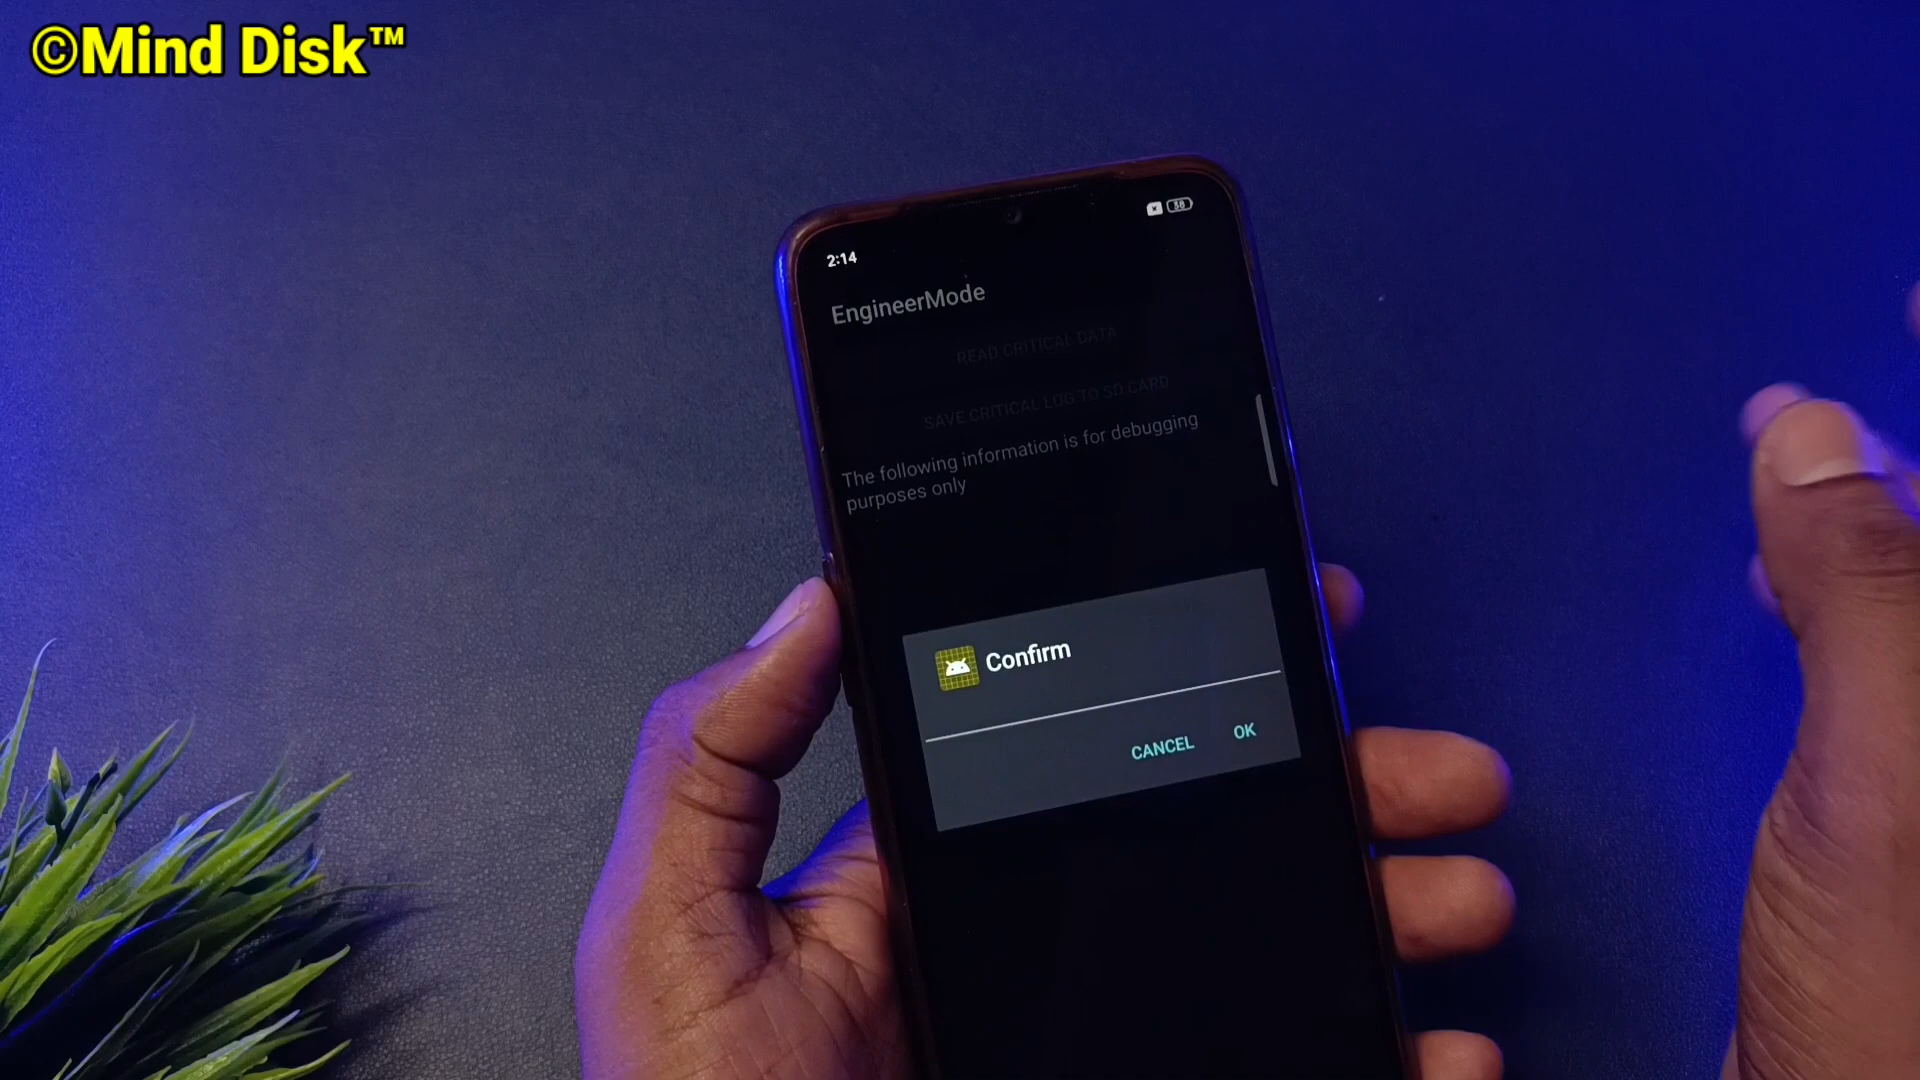 ©Mind Disk™
38
2:14
EngineerMode
READ CRITICAL DATA
SAVE CRITICAL LOG TO SD CARD
The following information is for debugging
purposes only
Confirm
CANCEL OK